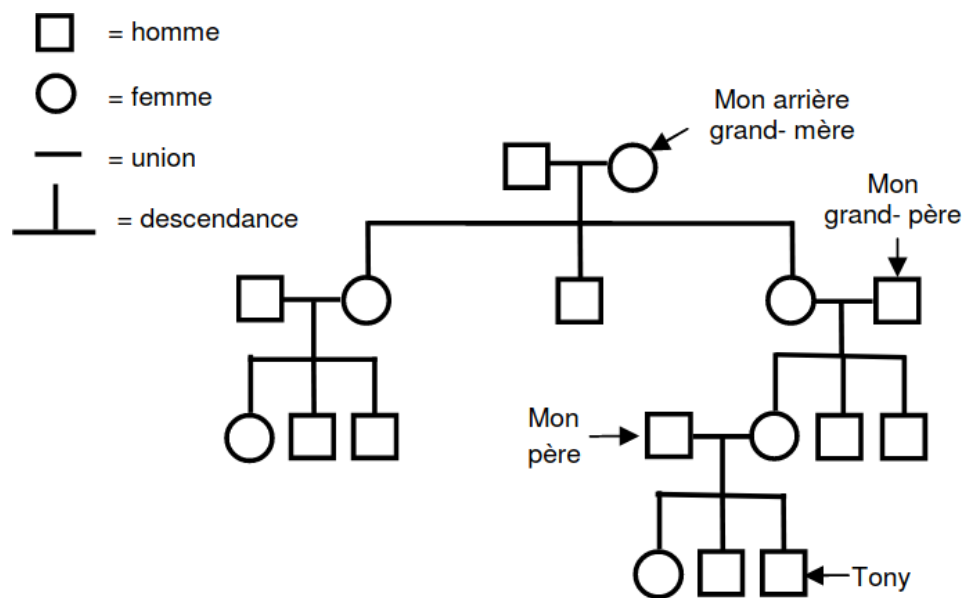 = homme
= femme
= union
= descendance
Mon arrière
grand- mère
Mon
grand- père
Mon
père
Tony